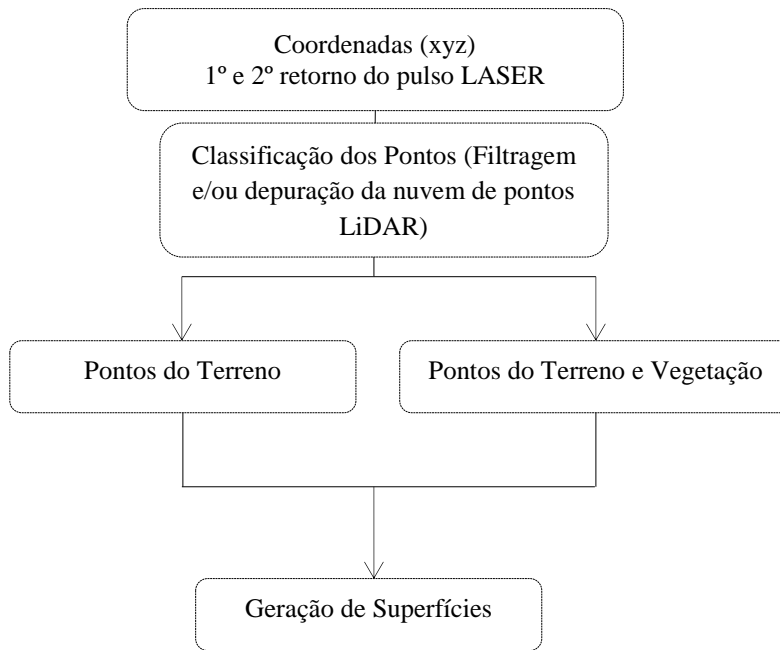 Coordenadas (xyz)
1º e 2º retorno do pulso LASER
Classificação dos Pontos (Filtragem
e/ou depuração da nuvem de pontos
LiDAR)
Pontos do Terreno
Pontos do Terreno e Vegetação
Geração de Superfícies